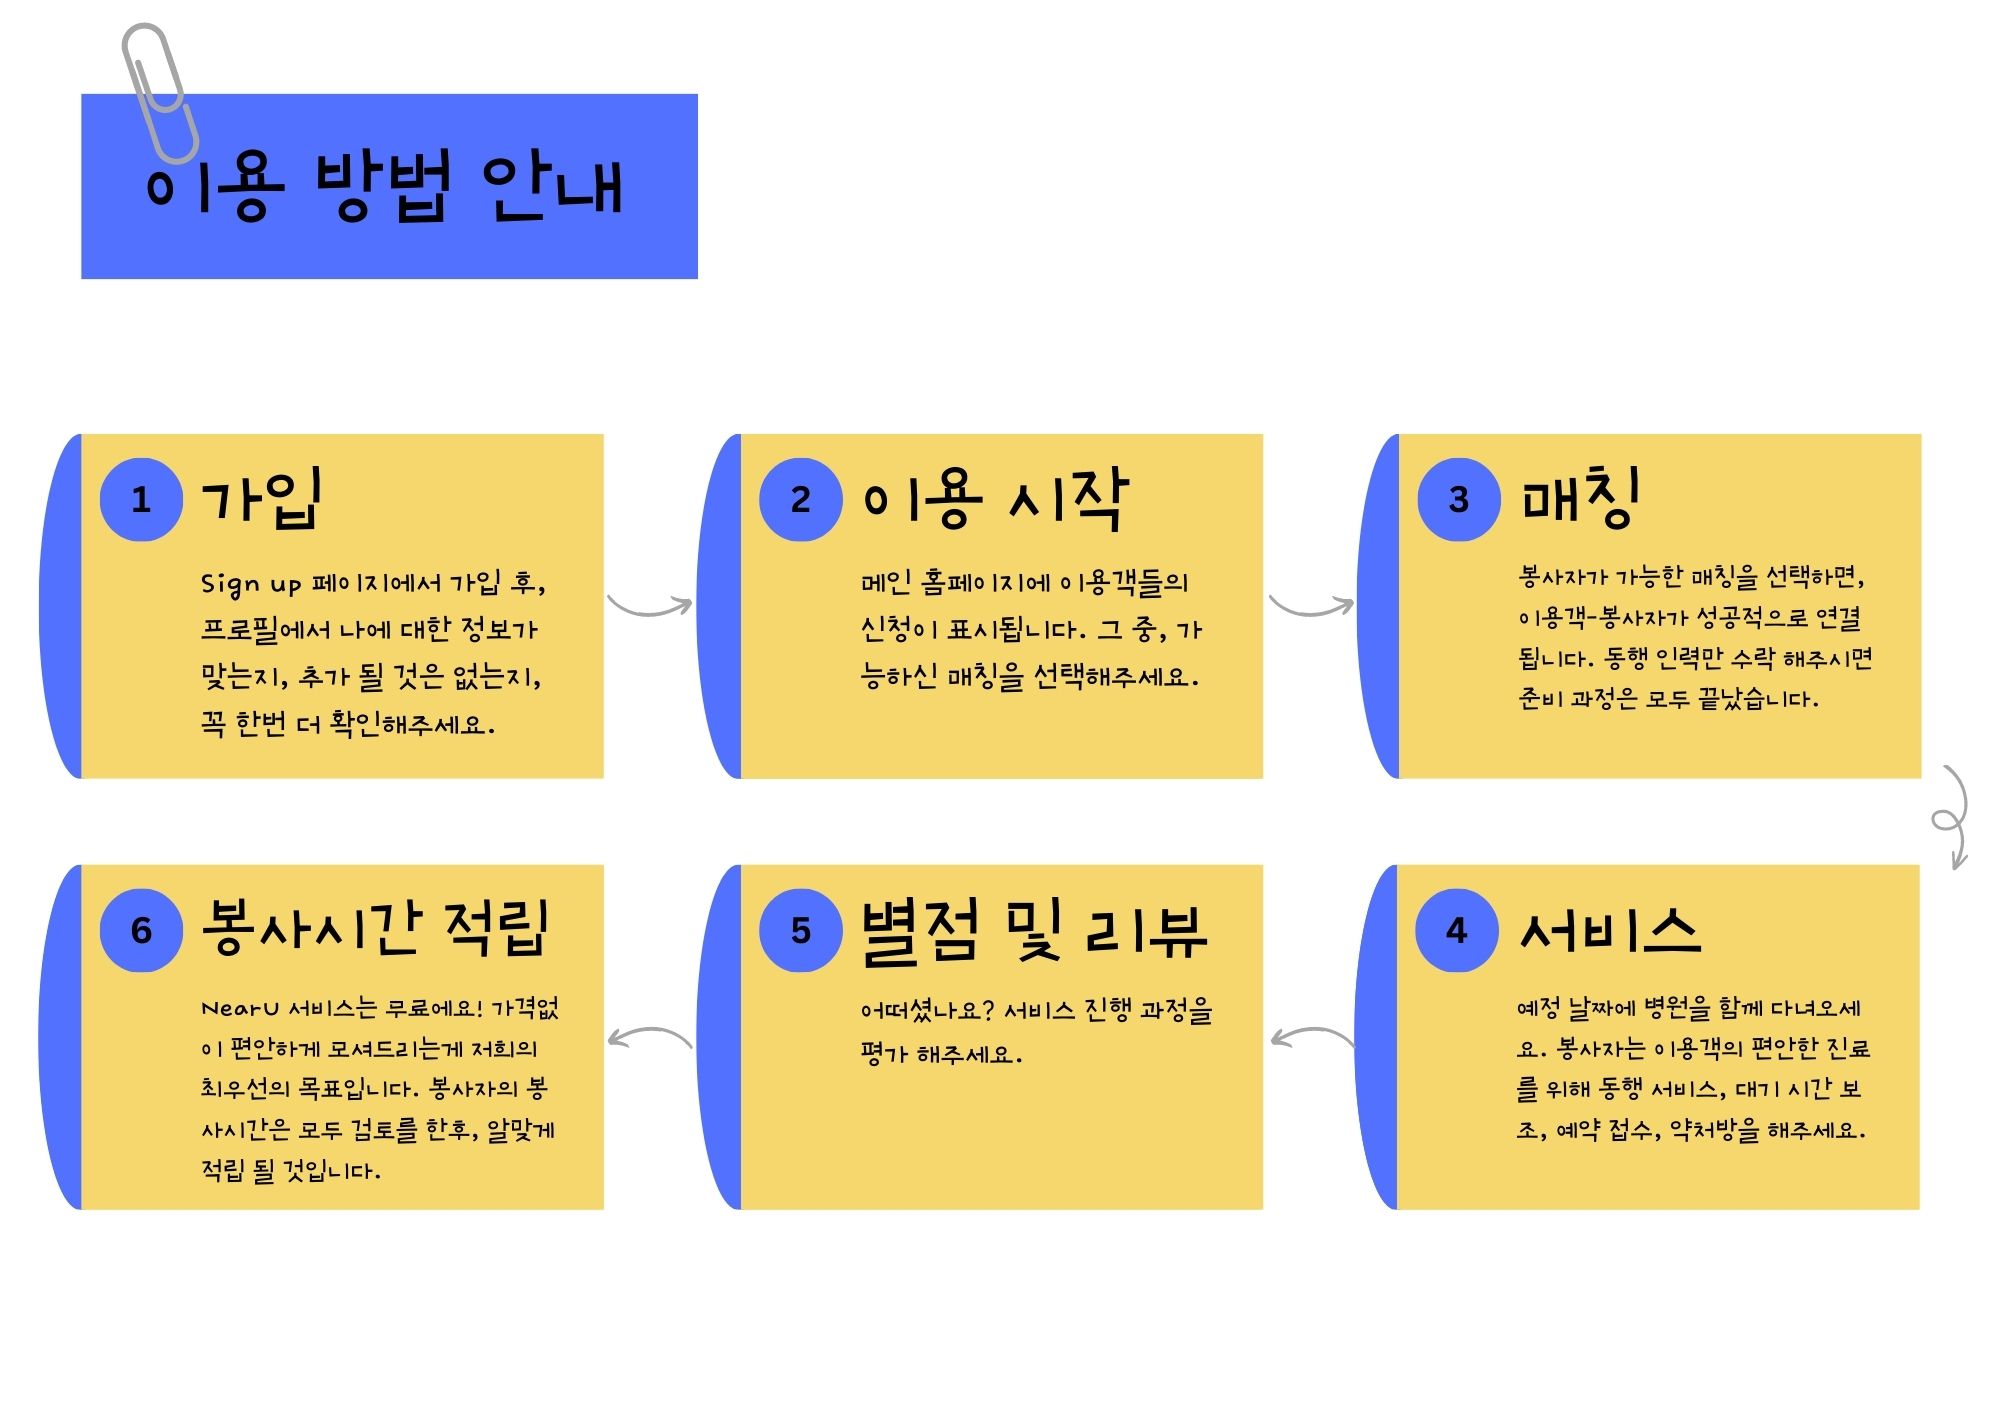 이용 방법 안내
1
가입
Sign up 페이지에서 가입 후,
프로필에서 나에 대한 정보가
맞는지, 추가 될 것은 없는지,
꼭 한번 더 확인해주세요.
2
이용 시작
메인 홈페이지에 이용객들의
신청이 표시됩니다. 그 중, 가
능하신 매칭을 선택해주세요.
3
매칭
봉사자가 가능한 매칭을 선택하면,
이용객-봉사자가 성공적으로 연결
됩니다. 동행 인력만 수락 해주시면
준비 과정은 모두 끝났습니다.
4
서비스
예정 날짜에 병원을 함께 다녀오세
요. 봉사자는 이용객의 편안한 진료
를 위해 동행 서비스, 대기 시간 보
조, 예약 접수, 약처방을 해주세요.
5
별점 및 리뷰
어떠셨나요? 서비스 진행 과정을
평가 해주세요.
6
봉사시간 적립
NearU 서비스는 무료에요! 가격없
이 편안하게 모셔드리는게 저희의
최우선의 목표입니다. 봉사자의 봉
사시간은 모두 검토를 한후, 알맞게
적립 될 것입니다.